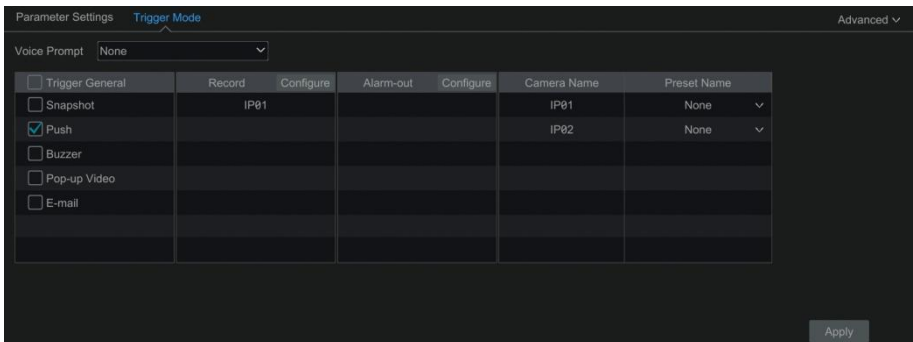 Parameter Settings Trigger Mode Advanced
Voice Prompt None
Trigger General Record Configure Alarm-out Configure Camera Name Preset Name
Snapshot IP01 IP01 None
Push IP02 None
Buzzer
Pop-up Video
E-mail
Apply